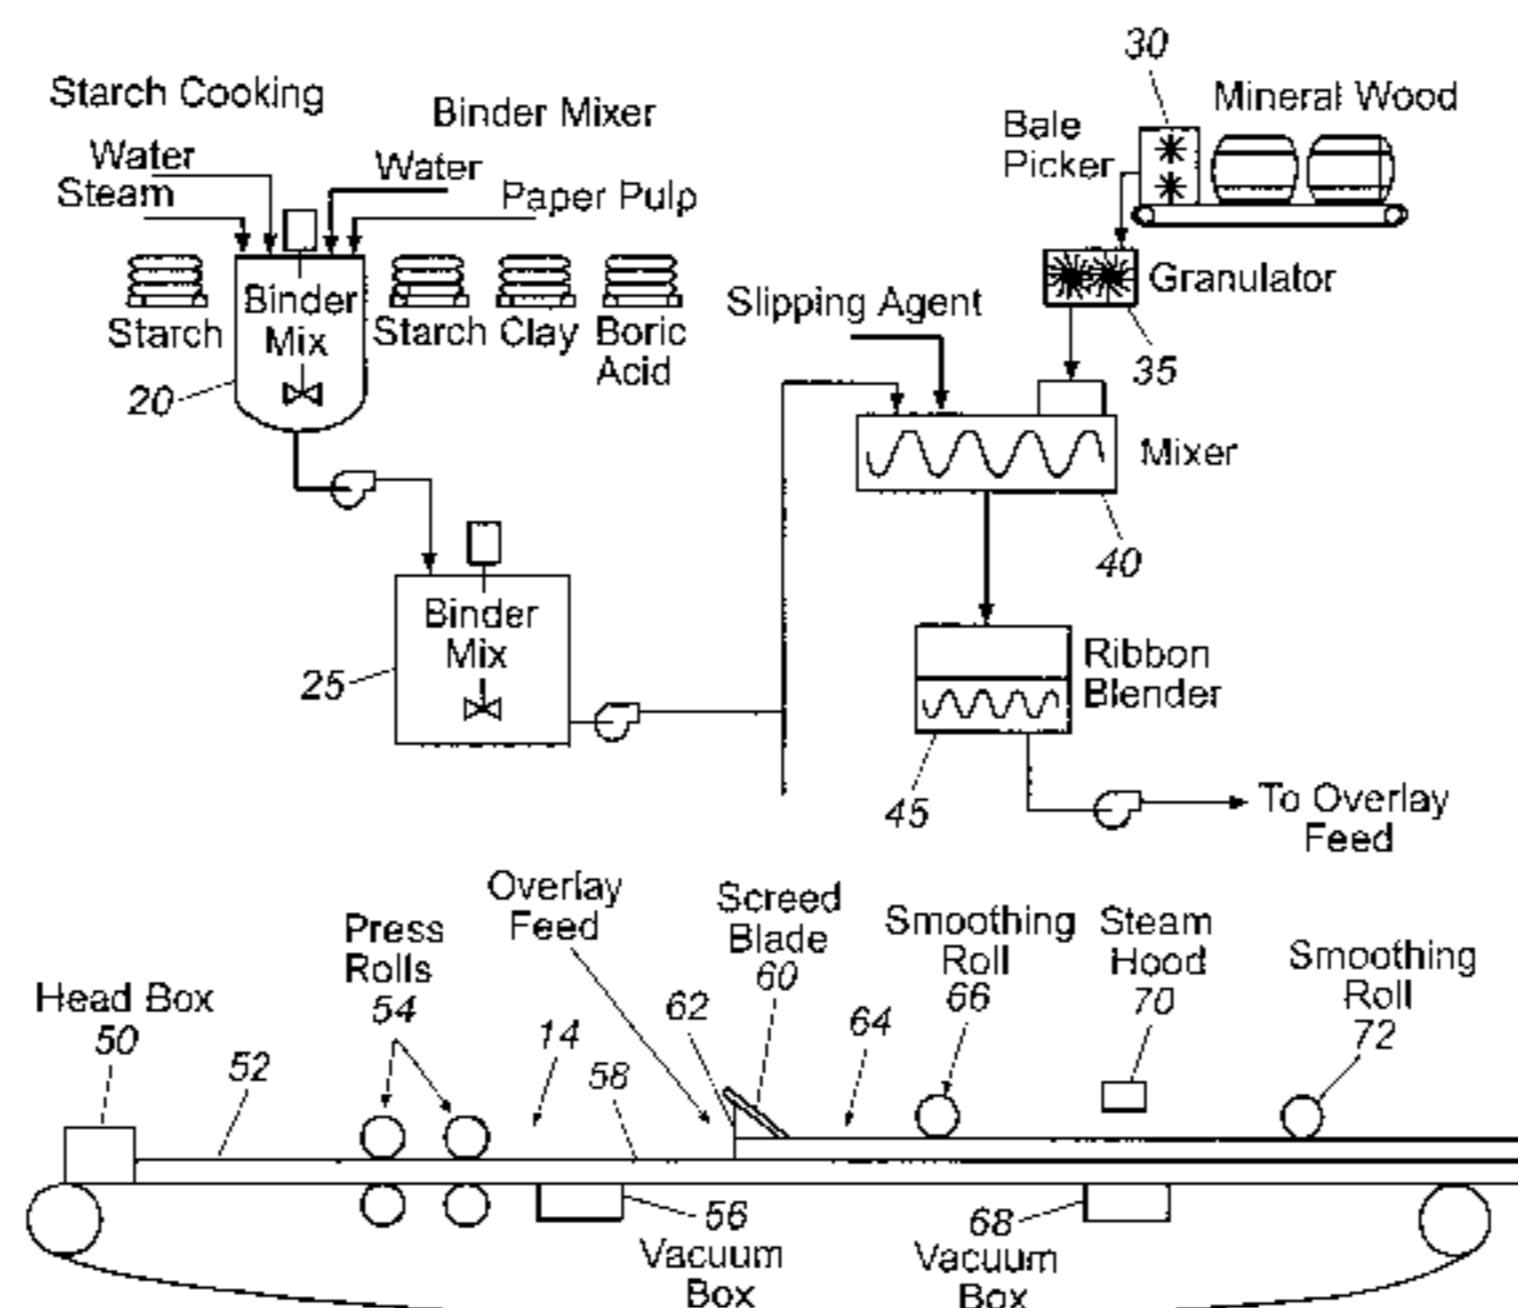 Starch Cooking
Binder Mixer
Water
Steam
Water
Paper Pulp
Starch
Binder
Mix
Starch
Clay
Boric
Acid
20
Binder
Mix
25
30
Mineral Wood
Bale
Picker
Granulator
35
Slipping Agent
Mixer
40
Ribbon
Blender
45
To Overlay
Feed
Head Box
50
52
Press
Rolls
54
14
Overlay
Feed
58
62
Screed
Blade
60
64
Smoothing
Roll
66
Steam
Hood
70
Smoothing
Roll
72
56
Vacuum
Box
68
Vacuum
Box